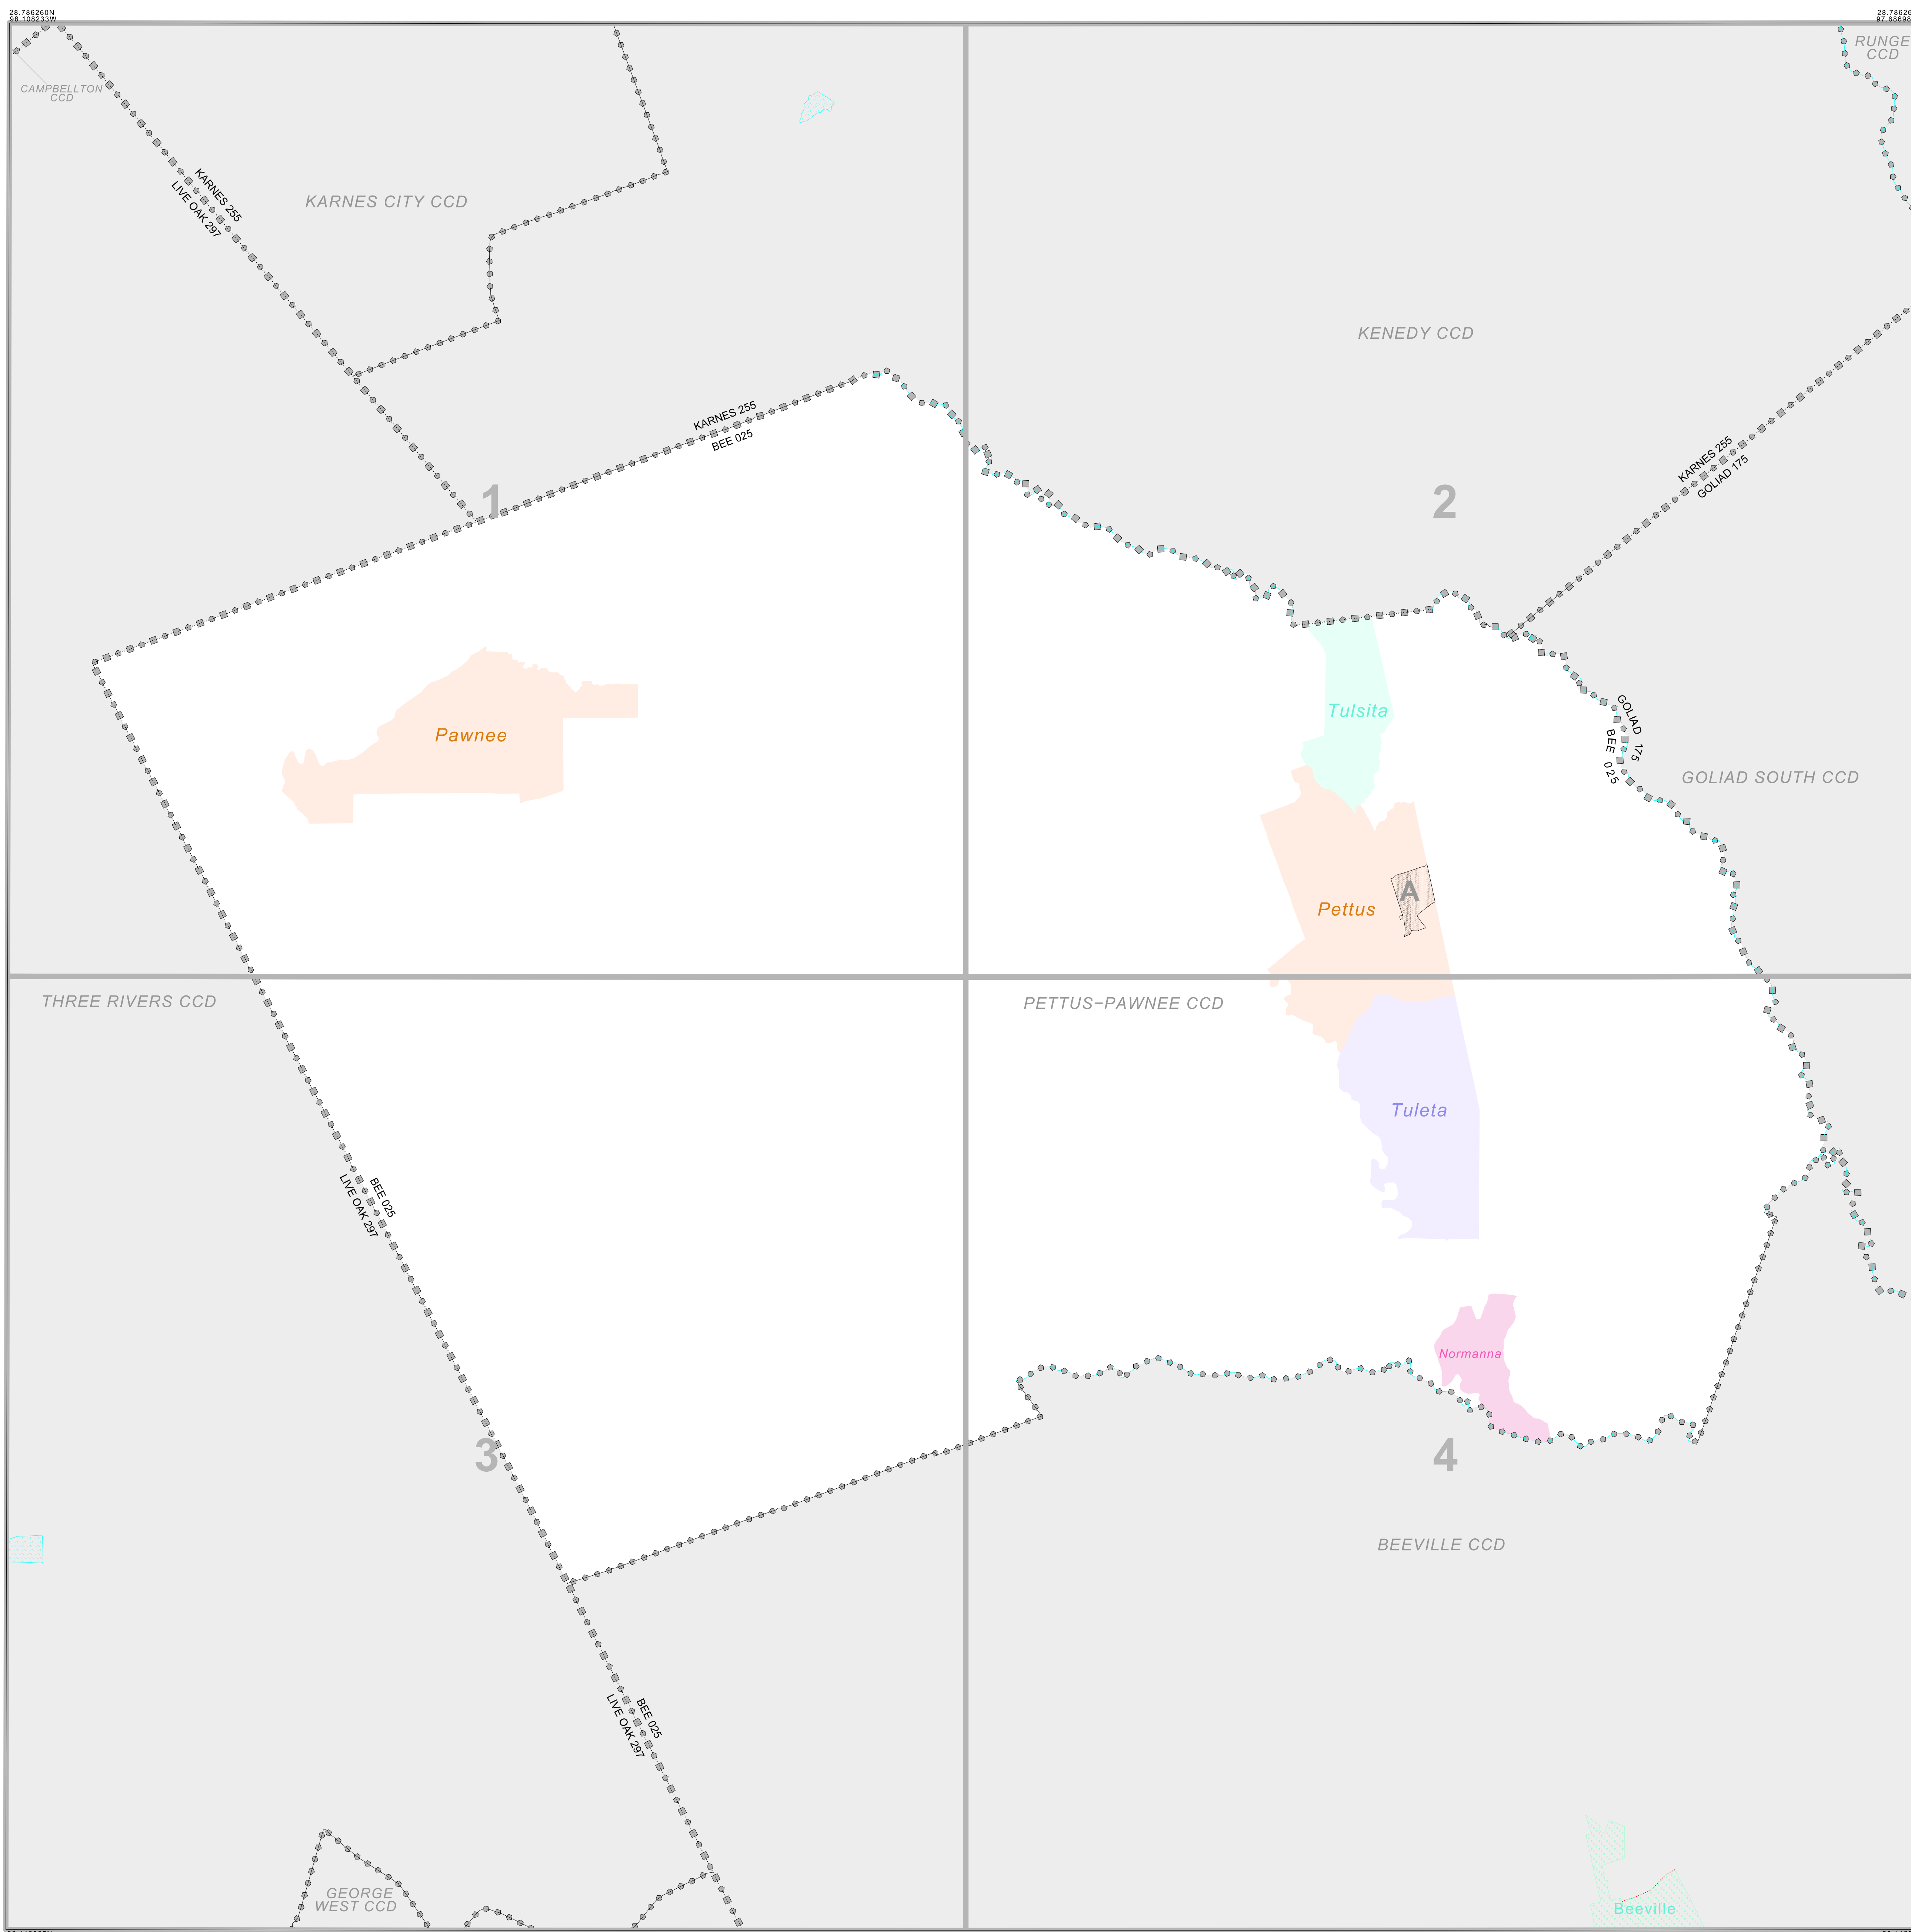 28.786260N
98.108233W
28.78626
97.68698
RUNGE
CCD
CAMPBELLTON
CCD
KARNES 255
LIVE OAK 297
KARNES CITY CCD
KENEDY CCD
KARNES 255
BEE 025
KARNES 255
GOLIAD 175
1
2
Pawnee
Tulsita
GOLIAD 175
BEE 025
GOLIAD SOUTH CCD
A
Pettus
THREE RIVERS CCD
PETTUS-PAWNEE CCD
Tuleta
BEE 025
LIVE OAK 297
Normanna
3
4
BEEVILLE CCD
BEE 025
LIVE OAK 297
GEORGE
WEST CCD
Beeville